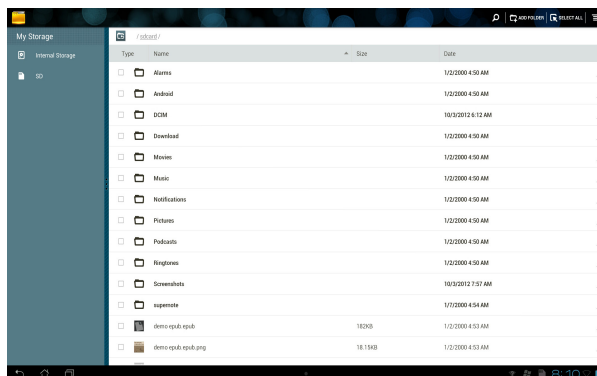 ADD FOLDER SELECT ALL
My Storage
/ sdcard /
Internal Storage
SD
Type Name Size Date
Alarms 1/2/2000 4:50 AM
Android 1/2/2000 4:50 AM
DCIM 10/3/2012 6:12 AM
Download 1/2/2000 4:50 AM
Movies 1/2/2000 4:50 AM
Music 1/2/2000 4:50 AM
Notifications 1/2/2000 4:50 AM
Pictures 1/2/2000 4:50 AM
Podcasts 1/2/2000 4:50 AM
Ringtones 1/2/2000 4:50 AM
Screenshots 10/3/2012 7:57 AM
supernote 1/7/2000 4:54 AM
demo epub.epub 182KB 1/2/2000 4:53 AM
demo epub.epub.png 18.15KB 1/2/2000 4:53 AM
8:10